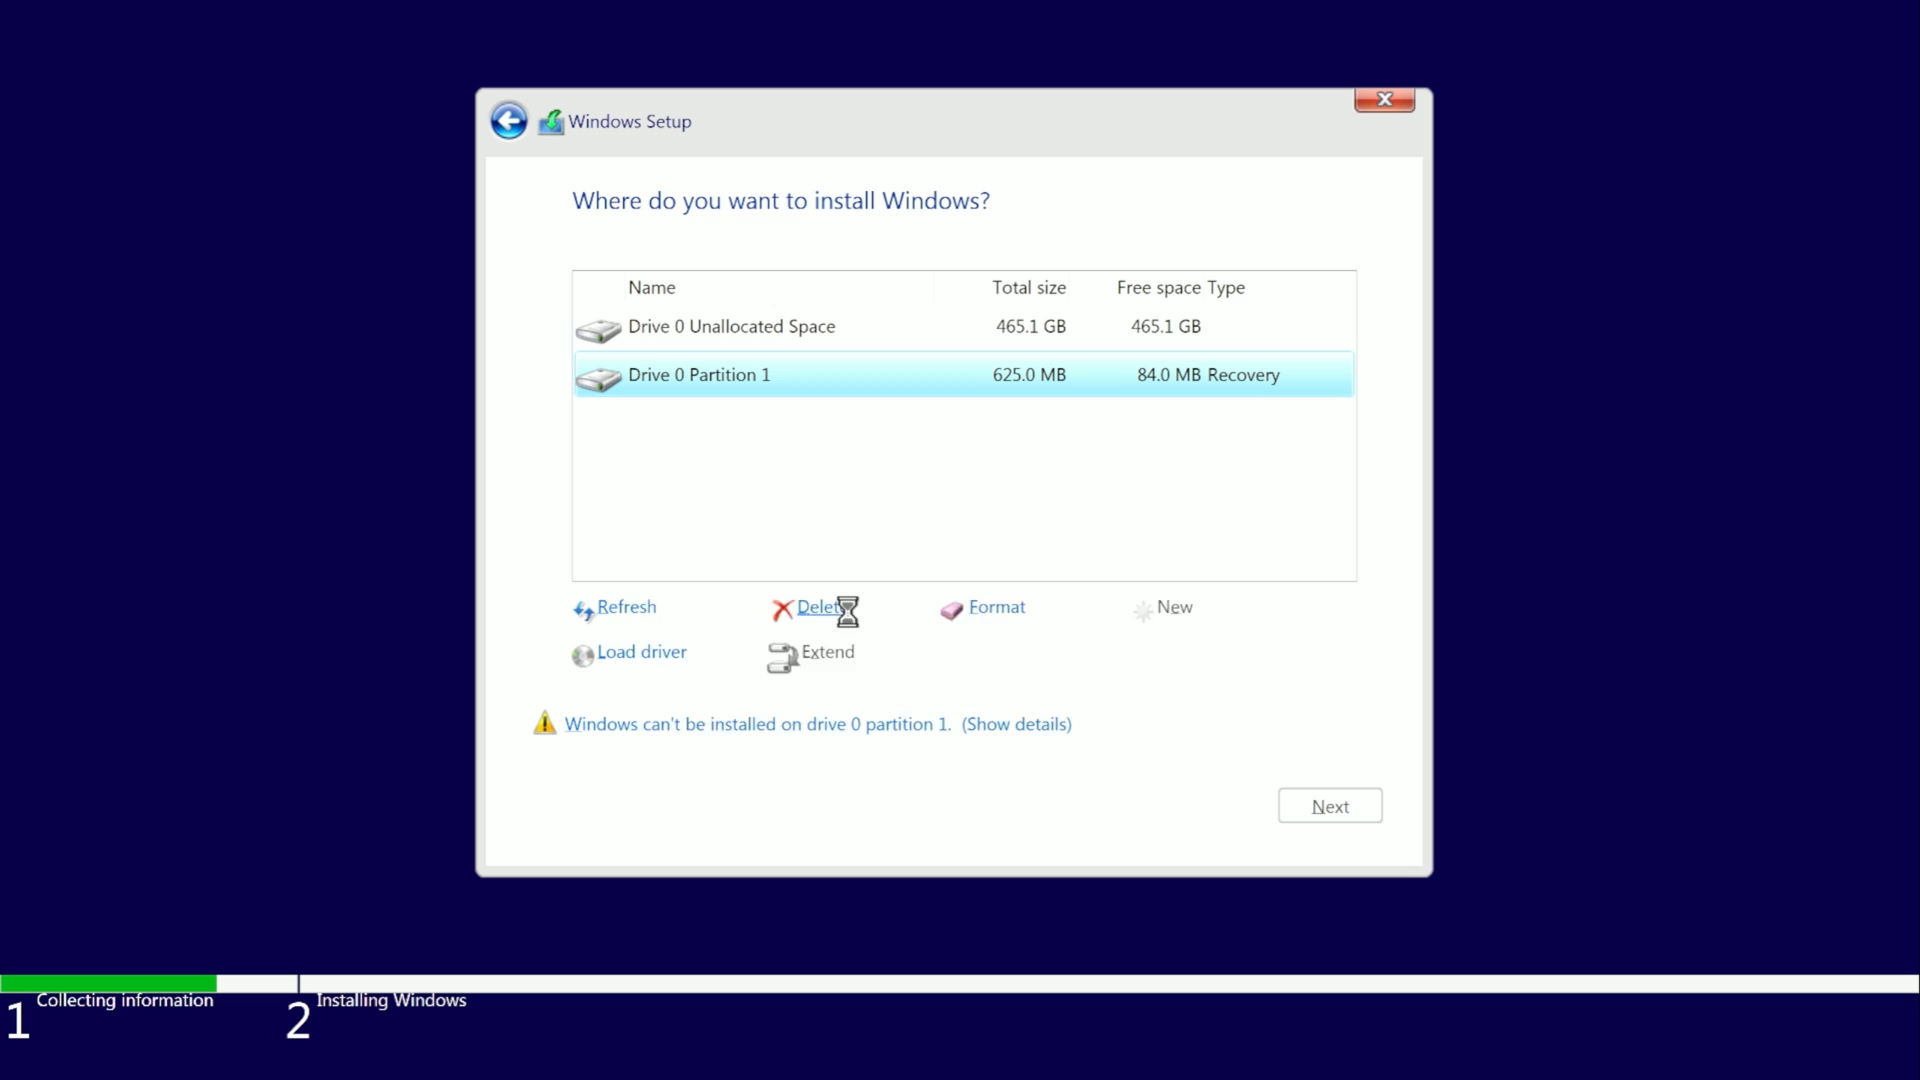 Windows Setup
Where do you want to install Windows?
Name Total size Free space Type
Drive 0 Unallocated Space 465.1 GB 465.1 GB
Drive 0 Partition 1 625.0 MB 84.0 MB Recovery
Refresh Delet Format New
Load driver Extend
Windows can't be installed on drive 0 partition 1. (Show details)
Next
1 Collecting information 2 Installing Windows